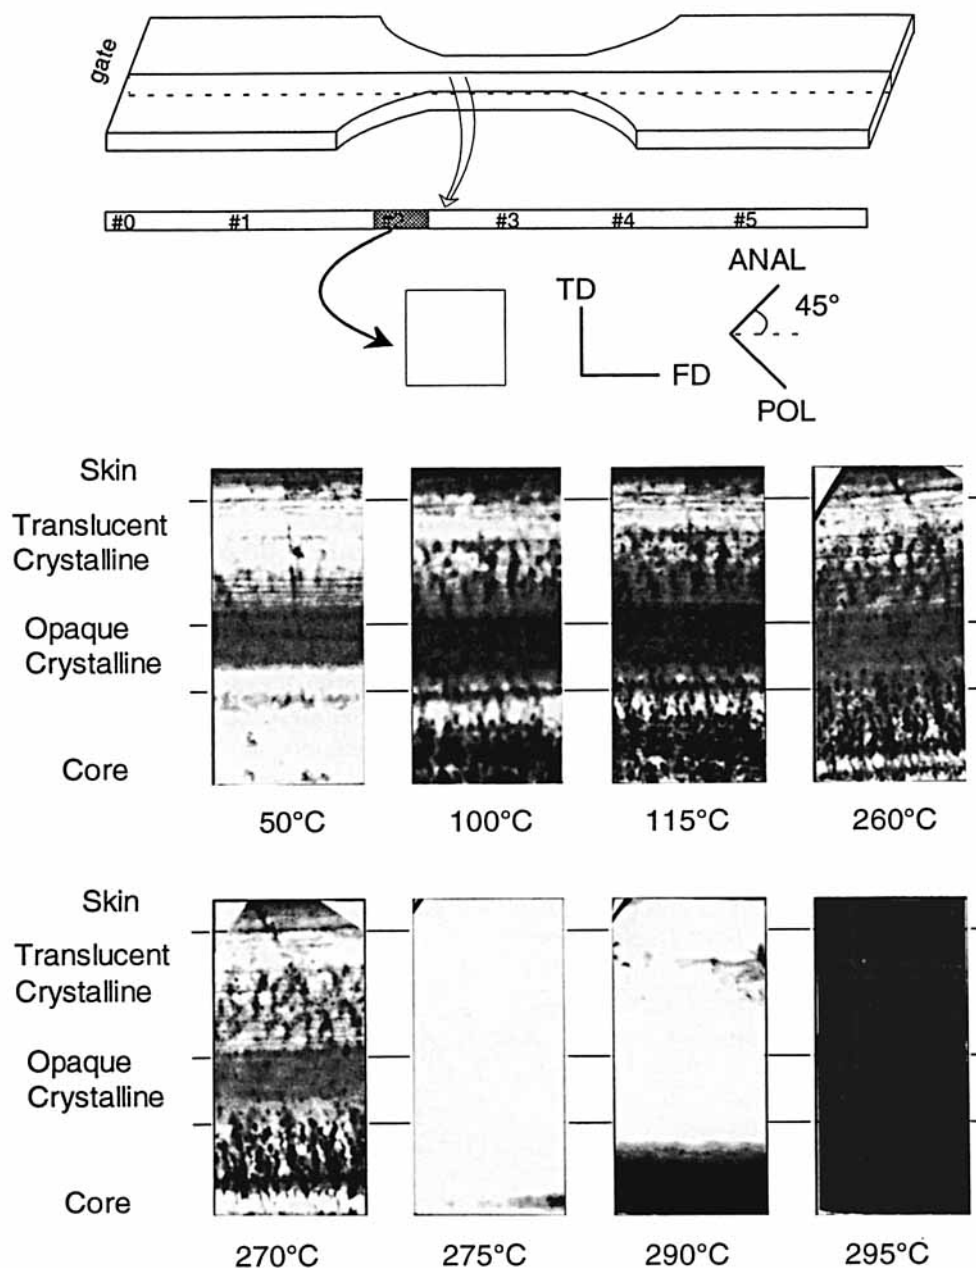 gate
#0 #1 #2 #3 #4 #5
ANAL
TD
45°
FD
POL
Skin
Translucent
Crystalline
Opaque
Crystalline
Core
50°C 100°C 115°C 260°C
Skin
Translucent
Crystalline
Opaque
Crystalline
Core
270°C 275°C 290°C 295°C